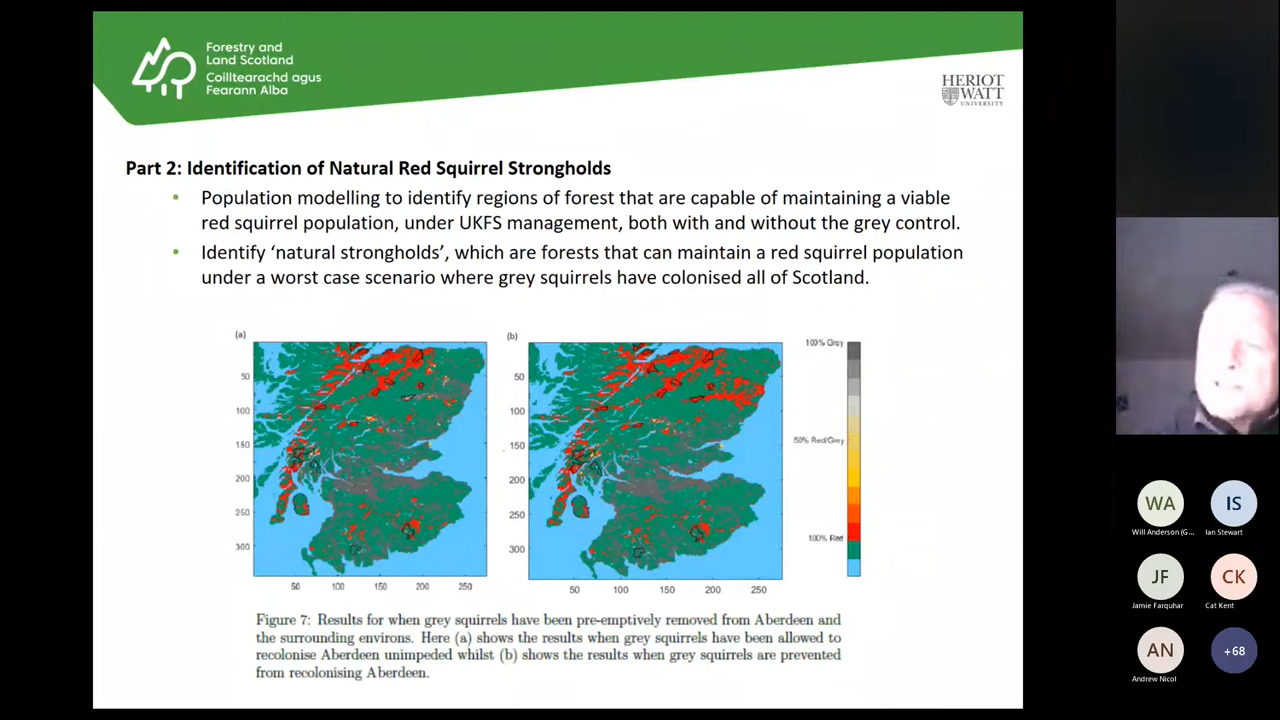 Forestry and
Land Scotland
Coilltearachd agus
Fearann Alba
HERIOT
WATT
UNIVERSITY
Part 2: Identification of Natural Red Squirrel Strongholds
• Population modelling to identify regions of forest that are capable of maintaining a viable
red squirrel population, under UKFS management, both with and without the grey control.
• Identify ‘natural strongholds’, which are forests that can maintain a red squirrel population
under a worst case scenario where grey squirrels have colonised all of Scotland.
(a)
50
100
150
200
250
300
50 100 150 200 250
(b)
50
100
150
200
250
300
50 100 150 200 250
100% Grey
50% Red/Grey
100% Red
Figure 7: Results for when grey squirrels have been pre-emptively removed from Aberdeen and
the surrounding environs. Here (a) shows the results when grey squirrels have been allowed to
recolonise Aberdeen unimpeded whilst (b) shows the results when grey squirrels are prevented
from recolonising Aberdeen.
WA
Will Anderson (G...
IS
Ian Stewart
JF
Jamie Farquhar
CK
Cat Kent
AN
Andrew Nicol
+68